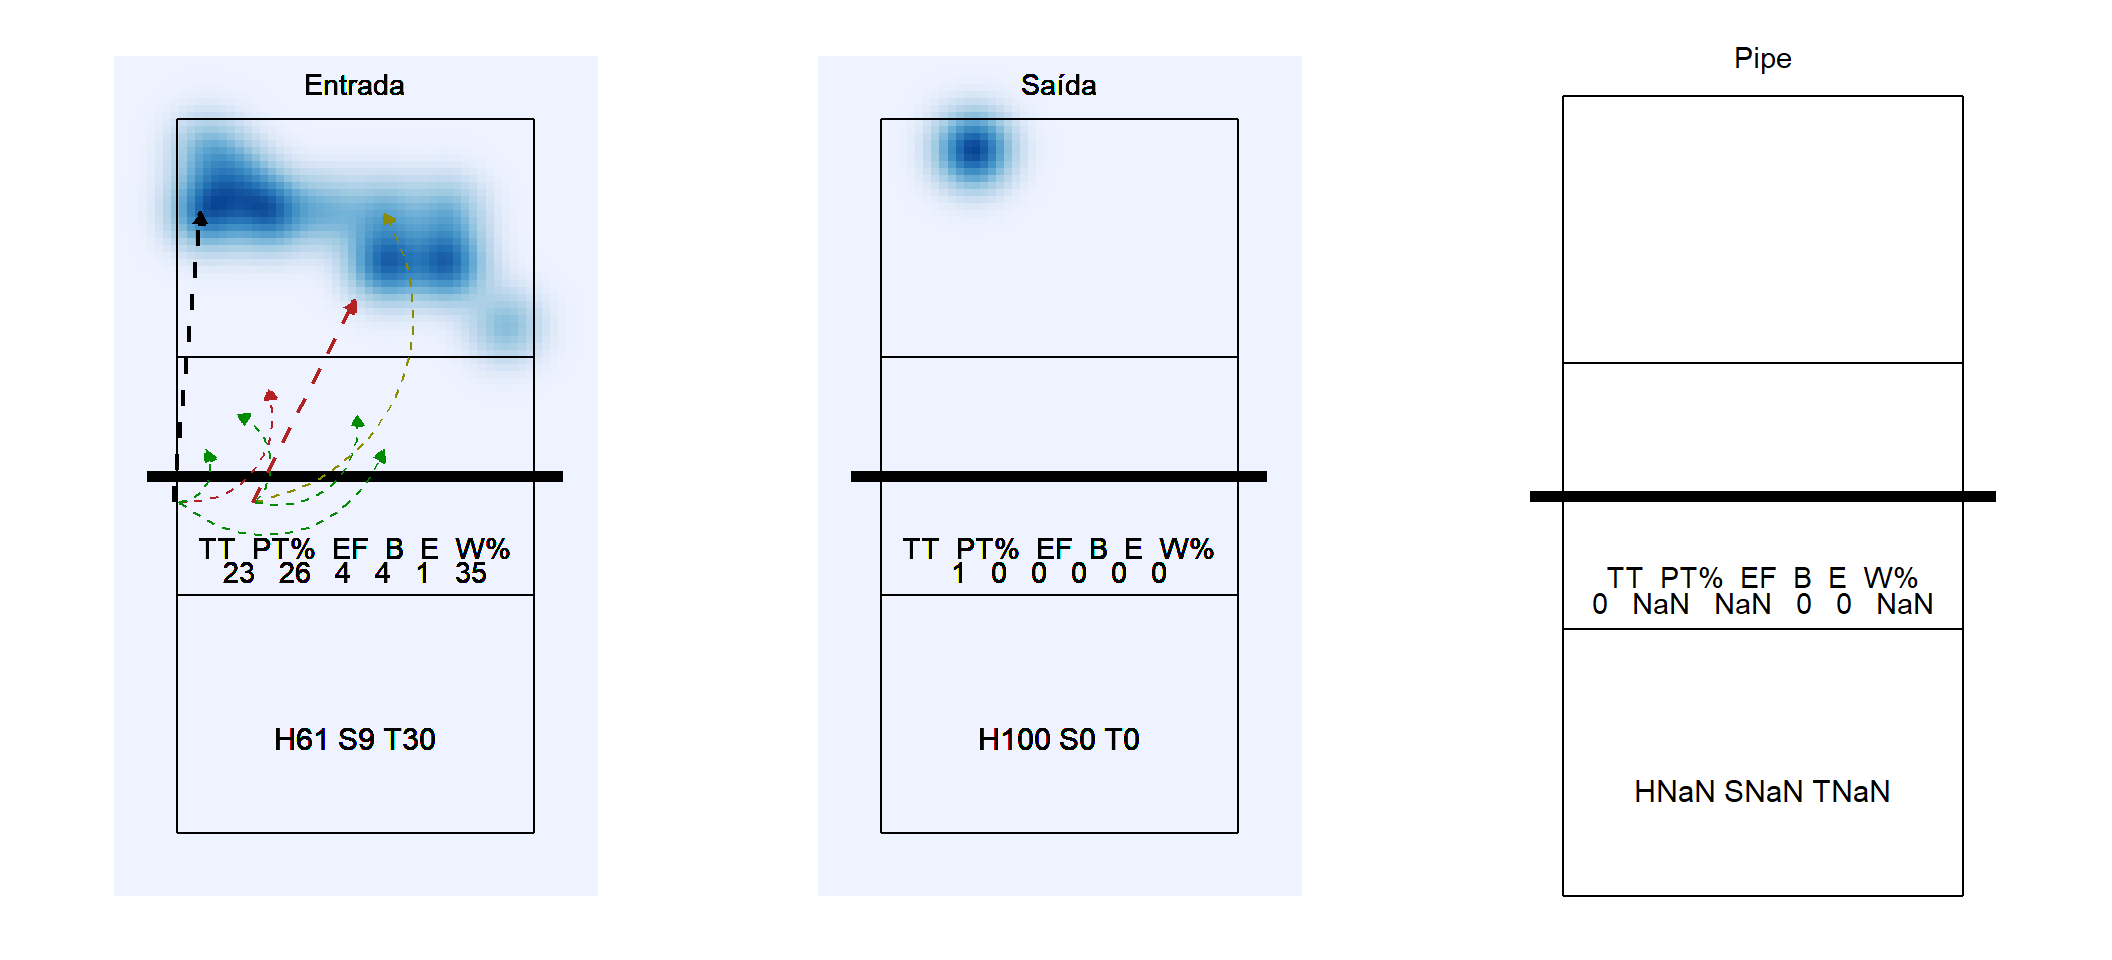 Entrada
TT PT% EF B E W%
23 26 4 4 1 35
H61 S9 T30
Saída
TT PT% EF B E W%
1 0 0 0 0 0
H100 S0 T0
Pipe
TT PT% EF B E W%
0 NaN NaN 0 0 NaN
HNaN SNaN TNaN